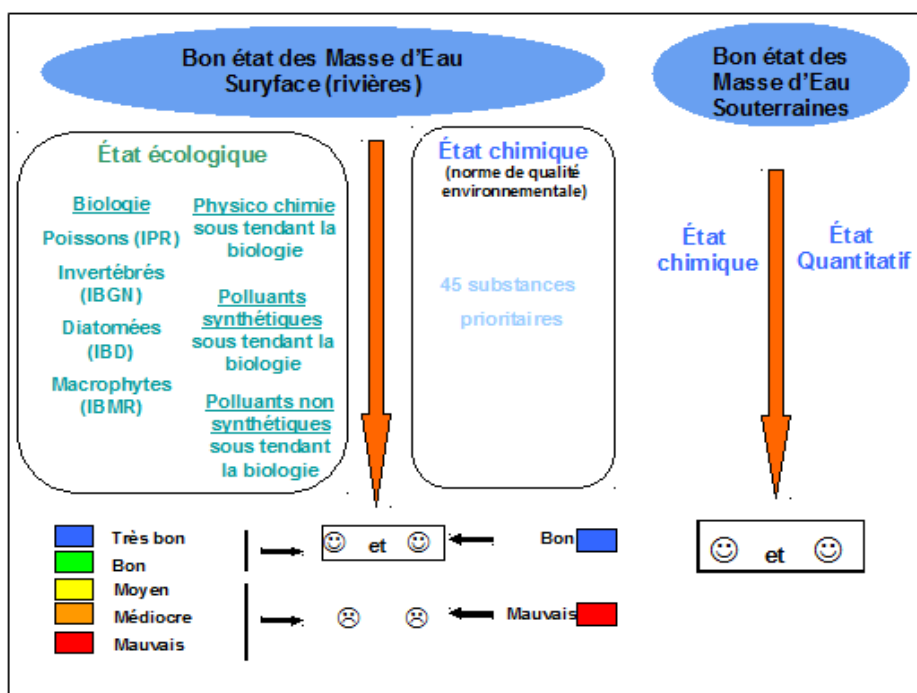 Bon état des Masse d'Eau
Suryface (rivières)
Bon état des
Masse d'Eau
Souterraines
État écologique
Biologie
Poissons (IPR)
Invertébrés
(IBGN)
Diatomées
(IBD)
Macrophytes
(IBMR)
Physico chimie
sous tendant la
biologie
Polluants
synthétiques
sous tendant la
biologie
Polluants non
synthétiques
sous tendant
la biologie
État chimique
(norme de qualité
environnementale)
45 substances
prioritaires
État
chimique
État
Quantitatif
Très bon
Bon
Moyen
Médiocre
Mauvais
et
Bon
Mauvais
et